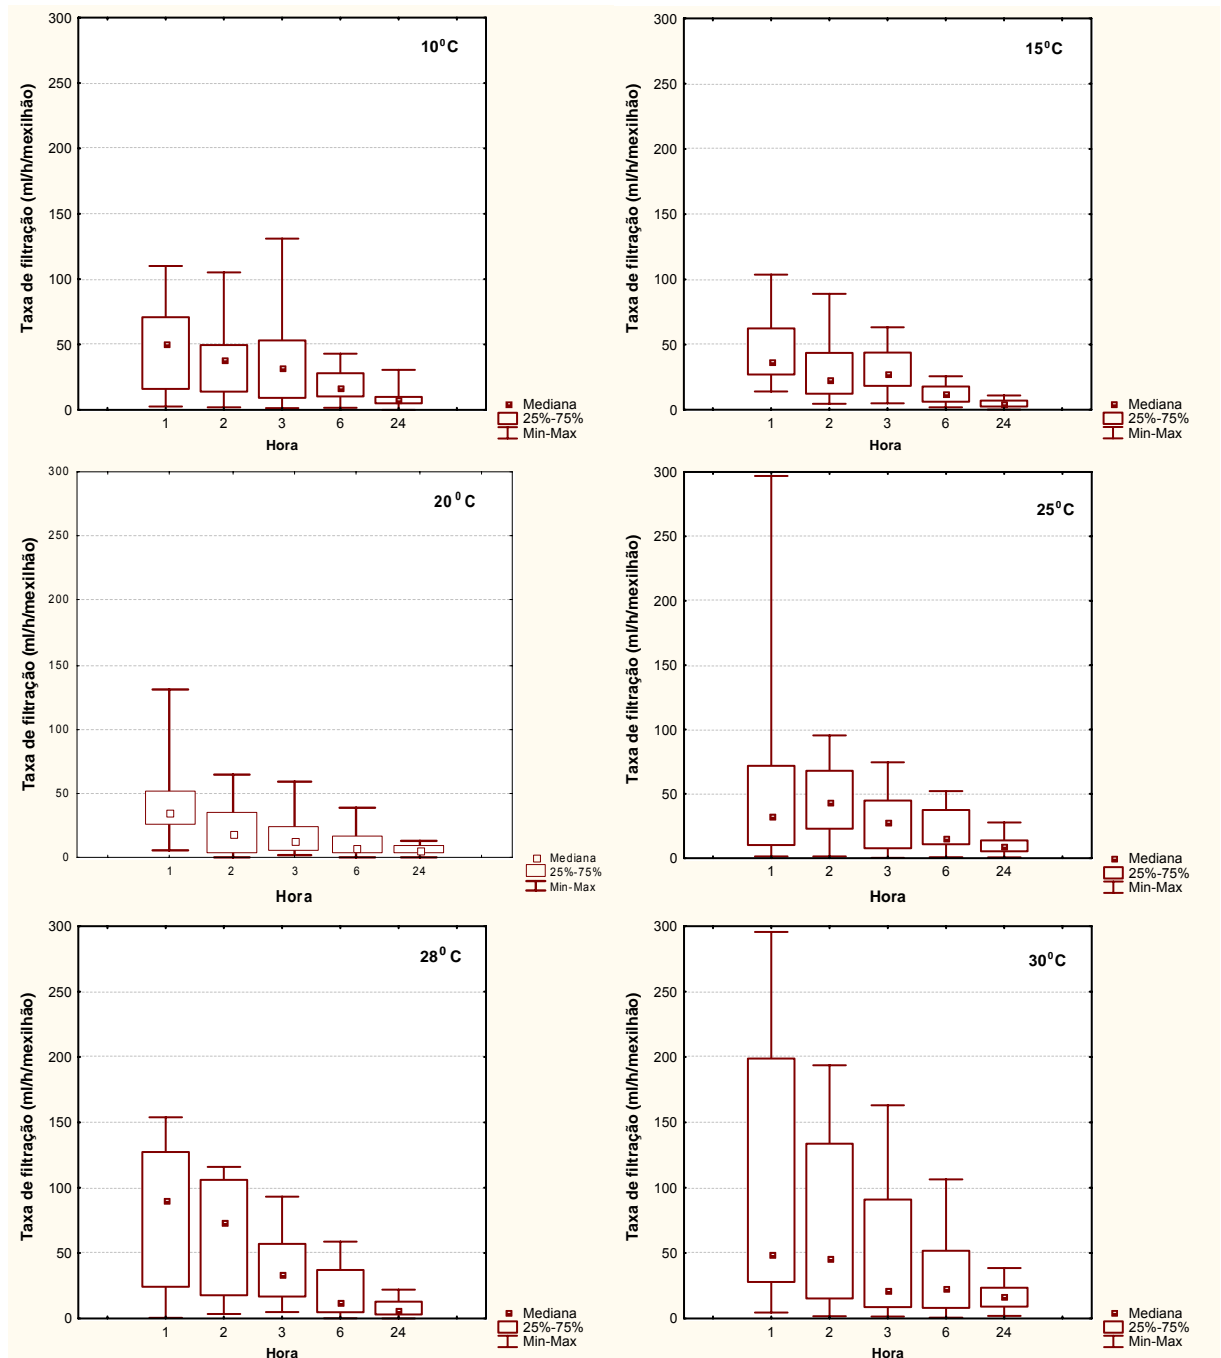 10⁰C
Taxa de filtração (ml/h/mexilhão)
300
250
200
150
100
50
0
1 2 3 6 24
Hora
Mediana
25%-75%
Min-Max
15⁰C
Taxa de filtração (ml/h/mexilhão)
300
250
200
150
100
50
0
1 2 3 6 24
Hora
Mediana
25%-75%
Min-Max
20⁰C
Taxa de filtração (ml/h/mexilhão)
300
250
200
150
100
50
0
1 2 3 6 24
Hora
Mediana
25%-75%
Min-Max
25⁰C
Taxa de filtração (ml/h/mexilhão)
300
250
200
150
100
50
0
1 2 3 6 24
Hora
Mediana
25%-75%
Min-Max
28⁰C
Taxa de filtração (ml/h/mexilhão)
300
250
200
150
100
50
0
1 2 3 6 24
Hora
Mediana
25%-75%
Min-Max
30⁰C
Taxa de filtração (ml/h/mexilhão)
300
250
200
150
100
50
0
1 2 3 6 24
Hora
Mediana
25%-75%
Min-Max